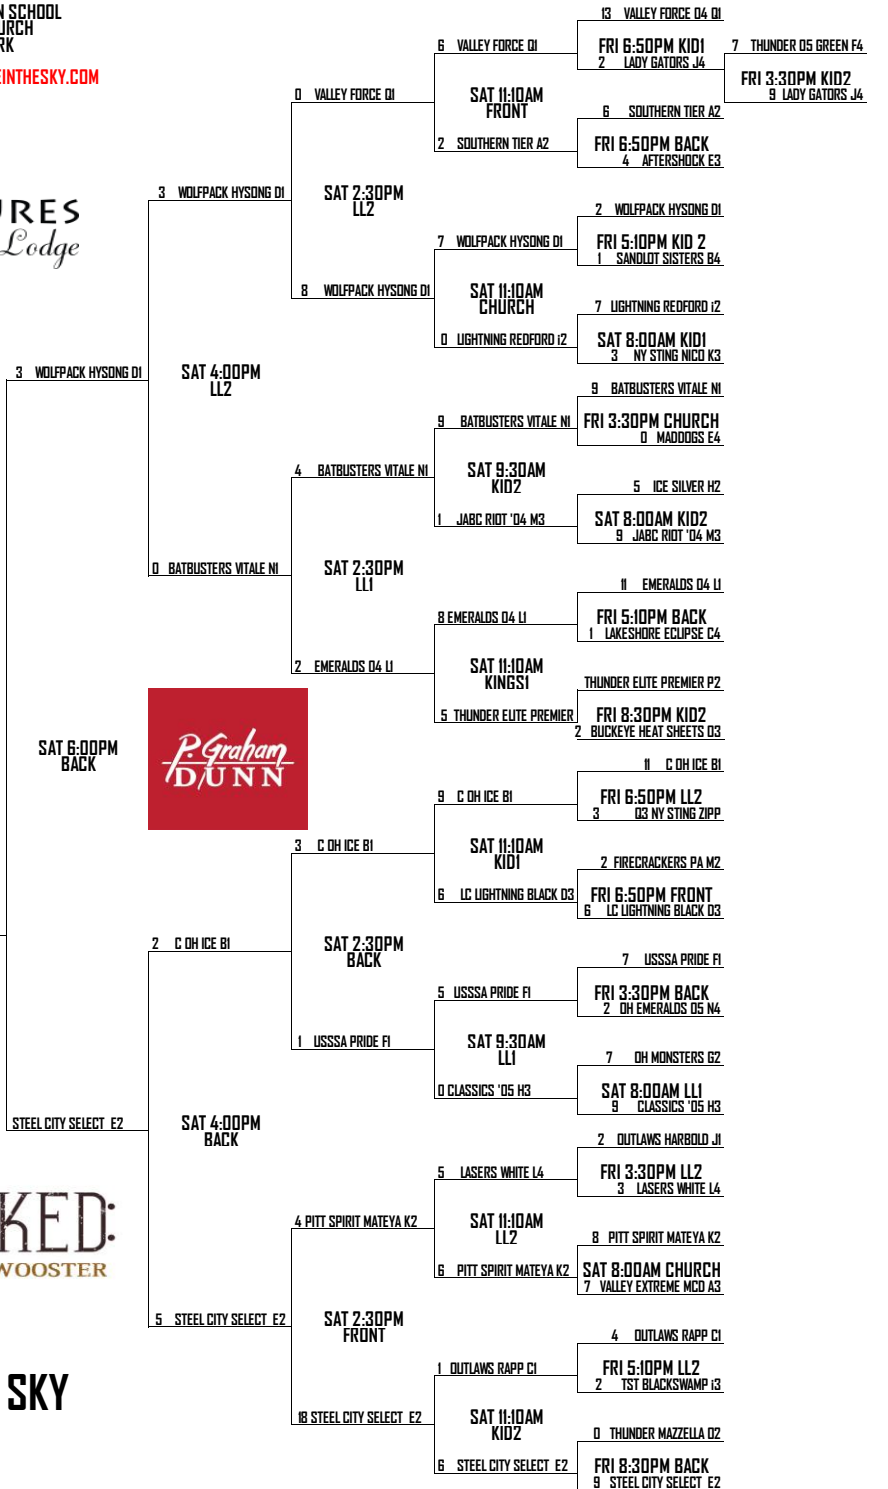 N SCHOOL
URCH
RK
EINTHESKY.COM
13 VALLEY FORCE 04 Q1
6 VALLEY FORCE Q1
FRI 6:50PM KID1
7 THUNDER 05 GREEN F4
2 LADY GATORS J4
FRI 3:30PM KID2
0 VALLEY FORCE Q1
SAT 11:10AM
FRONT
9 LADY GATORS J4
6 SOUTHERN TIER A2
2 SOUTHERN TIER A2
FRI 6:50PM BACK
4 AFTERSHOCK E3
3 WOLFPACK HYSONG D1
SAT 2:30PM
LL2
URES
Lodge
2 WOLFPACK HYSONG D1
7 WOLFPACK HYSONG D1
FRI 5:10PM KID 2
1 SANDLOT SISTERS B4
8 WOLFPACK HYSONG D1
SAT 11:10AM
CHURCH
7 LIGHTNING REDFORD i2
0 LIGHTNING REDFORD i2
SAT 8:00AM KID1
3 NY STING NICO K3
3 WOLFPACK HYSONG D1
SAT 4:00PM
LL2
9 BATBUSTERS VITALE N1
9 BATBUSTERS VITALE N1
FRI 3:30PM CHURCH
0 MADDOGS E4
4 BATBUSTERS VITALE N1
SAT 9:30AM
KID2
5 ICE SILVER H2
1 JABC RIOT '04 M3
SAT 8:00AM KID2
9 JABC RIOT '04 M3
0 BATBUSTERS VITALE N1
SAT 2:30PM
LL1
11 EMERALDS 04 L1
8 EMERALDS 04 L1
FRI 5:10PM BACK
1 LAKESHORE ECLIPSE C4
2 EMERALDS 04 L1
SAT 11:10AM
KINGS1
THUNDER ELITE PREMIER P2
5 THUNDER ELITE PREMIER
FRI 8:30PM KID2
2 BUCKEYE HEAT SHEETS O3
SAT 6:00PM
BACK
P. Graham
DUNN
11 C OH ICE B1
9 C OH ICE B1
FRI 6:50PM LL2
3 03 NY STING ZIPP
3 C OH ICE B1
SAT 11:10AM
KID1
2 FIRECRACKERS PA M2
6 LC LIGHTNING BLACK D3
FRI 6:50PM FRONT
6 LC LIGHTNING BLACK D3
2 C OH ICE B1
SAT 2:30PM
BACK
7 USSSA PRIDE F1
5 USSSA PRIDE F1
FRI 3:30PM BACK
2 OH EMERALDS 05 N4
1 USSSA PRIDE F1
SAT 9:30AM
LL1
7 OH MONSTERS G2
0 CLASSICS '05 H3
SAT 8:00AM LL1
9 CLASSICS '05 H3
STEEL CITY SELECT E2
SAT 4:00PM
BACK
2 OUTLAWS HARBOLD J1
5 LASERS WHITE L4
FRI 3:30PM LL2
3 LASERS WHITE L4
KED:
WOOSTER
4 PITT SPIRIT MATEYA K2
SAT 11:10AM
LL2
8 PITT SPIRIT MATEYA K2
6 PITT SPIRIT MATEYA K2
SAT 8:00AM CHURCH
7 VALLEY EXTREME MCD A3
5 STEEL CITY SELECT E2
SAT 2:30PM
FRONT
4 OUTLAWS RAPP C1
1 OUTLAWS RAPP C1
FRI 5:10PM LL2
2 TST BLACKSWAMP i3
SKY
18 STEEL CITY SELECT E2
SAT 11:10AM
KID2
0 THUNDER MAZZELLA O2
6 STEEL CITY SELECT E2
FRI 8:30PM BACK
9 STEEL CITY SELECT E2